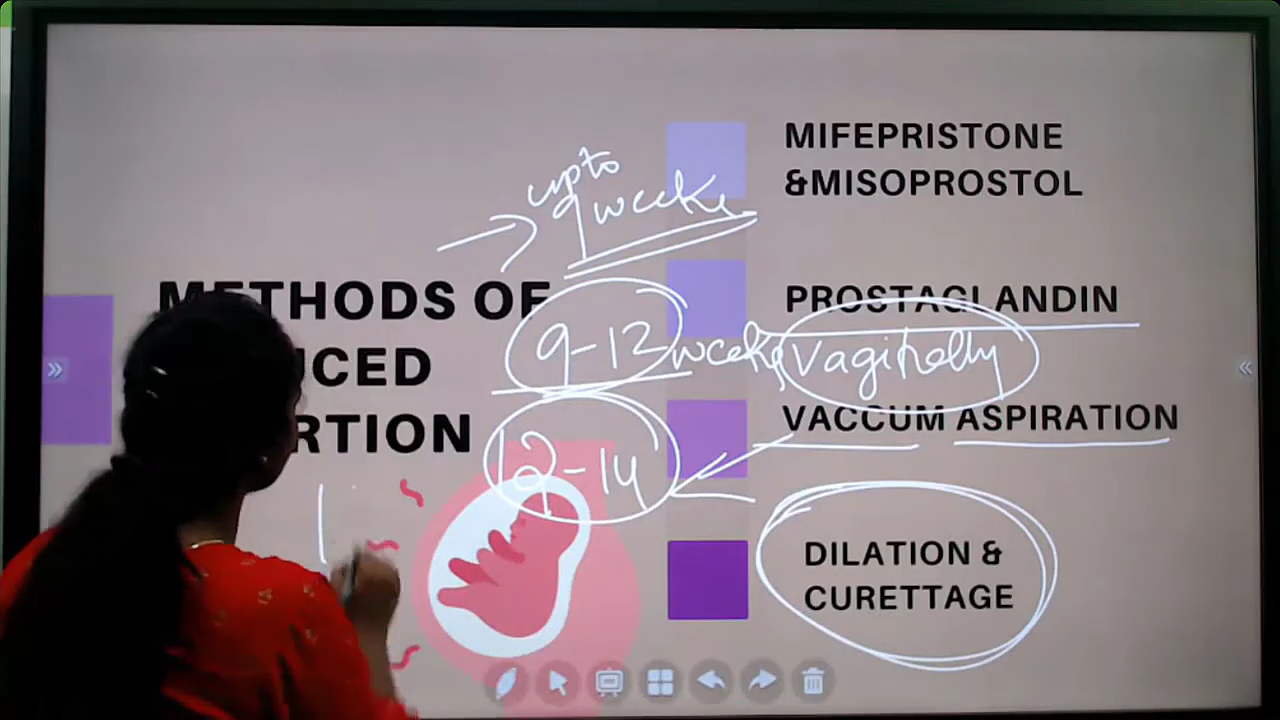 METHODS OF
UCED
RTION
MIFEPRISTONE
&MISOPROSTOL
upto
9 weeks
PROSTAGLANDIN
9-12 weeks vaginally
VACCUM ASPIRATION
12-14
DILATION &
CURETTAGE